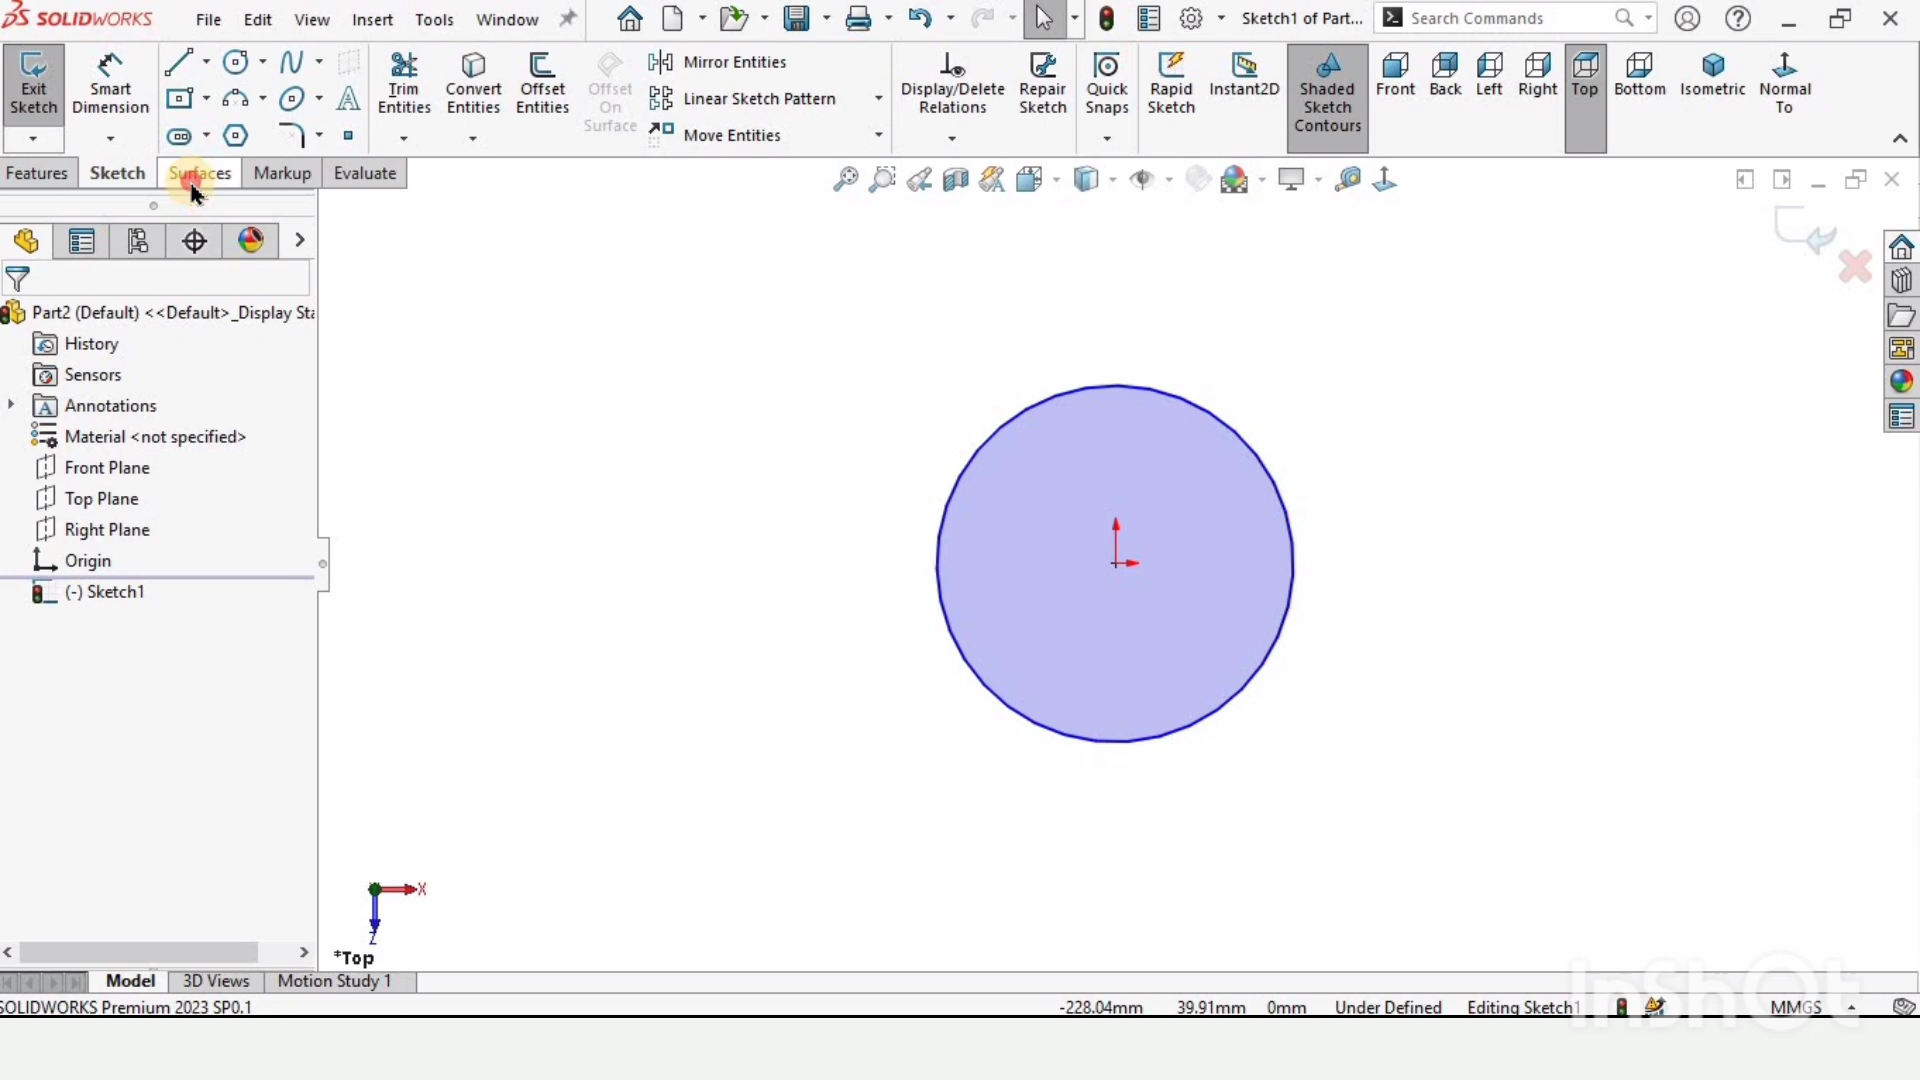 SOLIDWORKS File Edit View Insert Tools Window Sketch1 of Part... Search Commands
Exit Sketch
Smart Dimension
Trim Entities
Convert Entities
Offset Entities
Offset On Surface
Mirror Entities
Linear Sketch Pattern
Move Entities
Display/Delete Relations
Repair Sketch
Quick Snaps
Rapid Sketch
Instant2D
Shaded Sketch Contours
Front
Back
Left
Right
Top
Bottom
Isometric
Normal To
Features Sketch Surfaces Markup Evaluate
Part2 (Default) <<Default>_Display Sta
History
Sensors
Annotations
Material <not specified>
Front Plane
Top Plane
Right Plane
Origin
(-) Sketch1
X
Z
*Top
Model 3D Views Motion Study 1
SOLIDWORKS Premium 2023 SP0.1 -228.04mm 39.91mm 0mm Under Defined Editing Sketch1 MMGS
InShOt